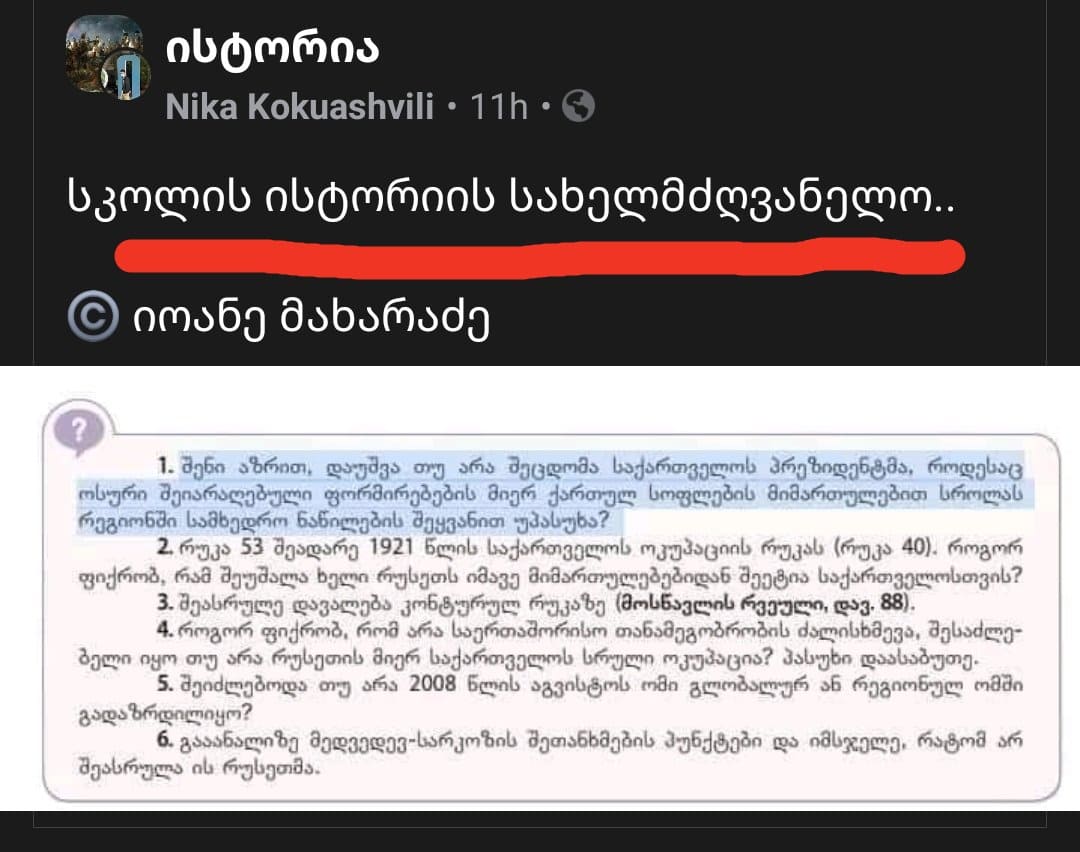 ისტორია
Nika Kokuashvili • 11h •
სკოლის ისტორიის სახელმძღვანელო..
© იოანე მახარაძე
?
1. შენი აზრით, დაუშვა თუ არა შეცდომა საქართველოს პრეზიდენტმა, როდესაც
ოსური შეიარაღებული ფორმირებების მიერ ქართულ სოფლების მიმართულებით სროლას
რეგიონში სამხედრო ნაწილების შეყვანით უპასუხა?
2. რუკა 53 შეადარე 1921 წლის საქართველოს ოკუპაციის რუკას (რუკა 40). როგორ
ფიქრობ, რამ შეუშალა ხელი რუსეთს იმავე მიმართულებებიდან შეეტია საქართველოსთვის?
3. შეასრულე დავალება კონტურულ რუკაზე (მოსწავლის რვეული, დავ. 88).
4. როგორ ფიქრობ, რომ არა საერთაშორისო თანამეგობრობის ძალისხმევა, შესაძლე-
ბელი იყო თუ არა რუსეთის მიერ საქართველოს სრული ოკუპაცია? პასუხი დაასაბუთე.
5. შეიძლებოდა თუ არა 2008 წლის აგვისტოს ომი გლობალურ ან რეგიონულ ომში
გადაზრდილიყო?
6. გააანალიზე მედვედევ-სარკოზის შეთანხმების პუნქტები და იმსჯელე, რატომ არ
შეასრულა ის რუსეთმა.